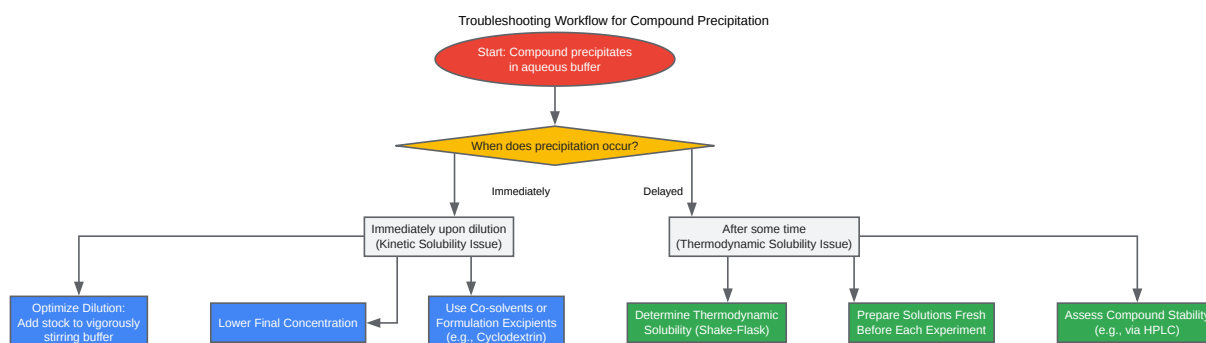 Troubleshooting Workflow for Compound Precipitation
Start: Compound precipitates
in aqueous buffer
When does precipitation occur?
Immediately
Delayed
Immediately upon dilution
(Kinetic Solubility Issue)
After some time
(Thermodynamic Solubility Issue)
Optimize Dilution:
Add stock to vigorously
stirring buffer
Lower Final Concentration
Use Co-solvents or
Formulation Excipients
(e.g., Cyclodextrin)
Determine Thermodynamic
Solubility (Shake-Flask)
Prepare Solutions Fresh
Before Each Experiment
Assess Compound Stability
(e.g., via HPLC)